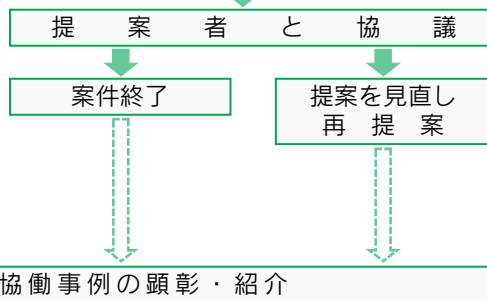 提案者と協議
案件終了
提案を見直し
再提案
協働事例の顕彰・紹介